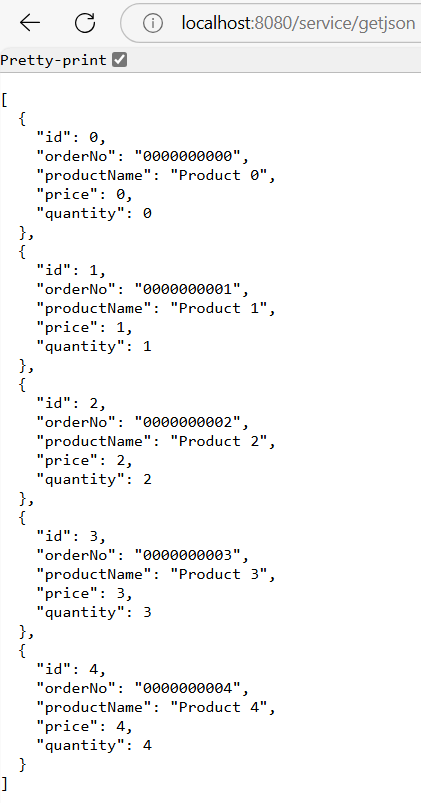 localhost:8080/service/getjson
Pretty-print
[
  {
    "id": 0,
    "orderNo": "0000000000",
    "productName": "Product 0",
    "price": 0,
    "quantity": 0
  },
  {
    "id": 1,
    "orderNo": "0000000001",
    "productName": "Product 1",
    "price": 1,
    "quantity": 1
  },
  {
    "id": 2,
    "orderNo": "0000000002",
    "productName": "Product 2",
    "price": 2,
    "quantity": 2
  },
  {
    "id": 3,
    "orderNo": "0000000003",
    "productName": "Product 3",
    "price": 3,
    "quantity": 3
  },
  {
    "id": 4,
    "orderNo": "0000000004",
    "productName": "Product 4",
    "price": 4,
    "quantity": 4
  }
]